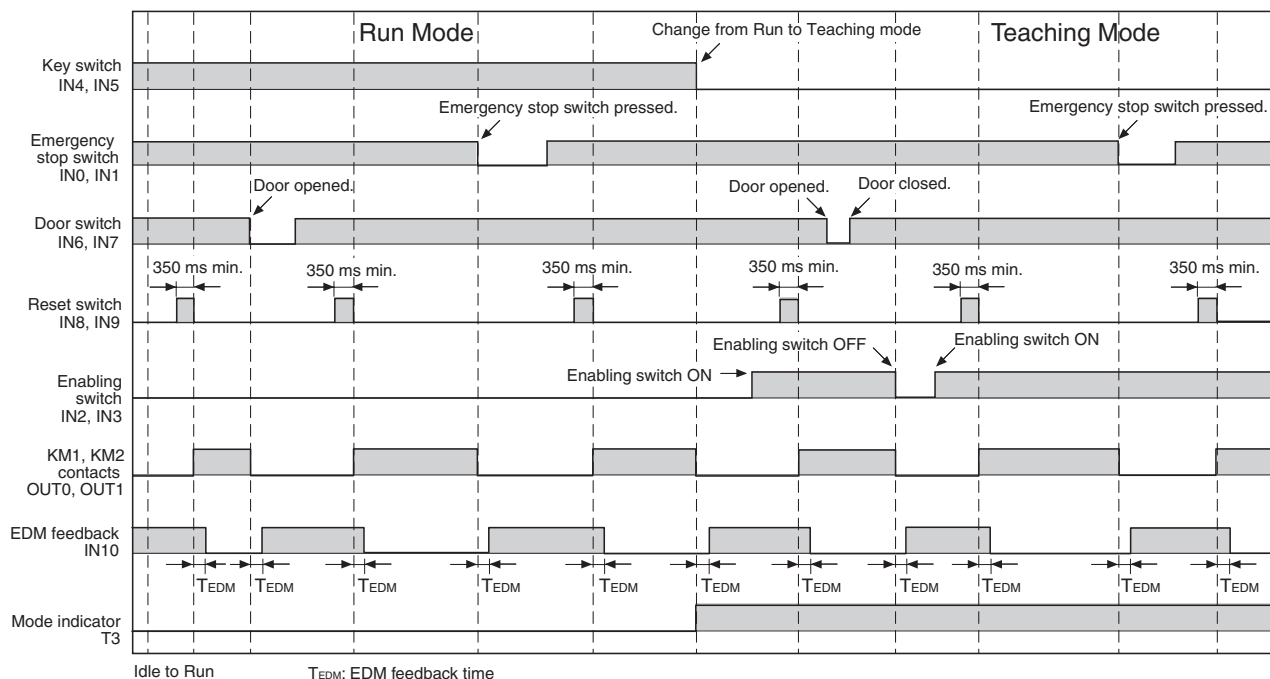 Run Mode
Change from Run to Teaching mode
Teaching Mode
Key switch
IN4, IN5
Emergency stop switch pressed.
Emergency stop switch pressed.
Emergency
stop switch
IN0, IN1
Door opened.
Door opened.
Door closed.
Door switch
IN6, IN7
350 ms min.
350 ms min.
350 ms min.
350 ms min.
350 ms min.
350 ms min.
Reset switch
IN8, IN9
Enabling switch OFF
Enabling switch ON
Enabling switch ON
Enabling
switch
IN2, IN3
KM1, KM2
contacts
OUT0, OUT1
EDM feedback
IN10
TEDM
TEDM
TEDM
TEDM
TEDM
TEDM
TEDM
TEDM
TEDM
TEDM
TEDM
Mode indicator
T3
Idle to Run
TEDM: EDM feedback time